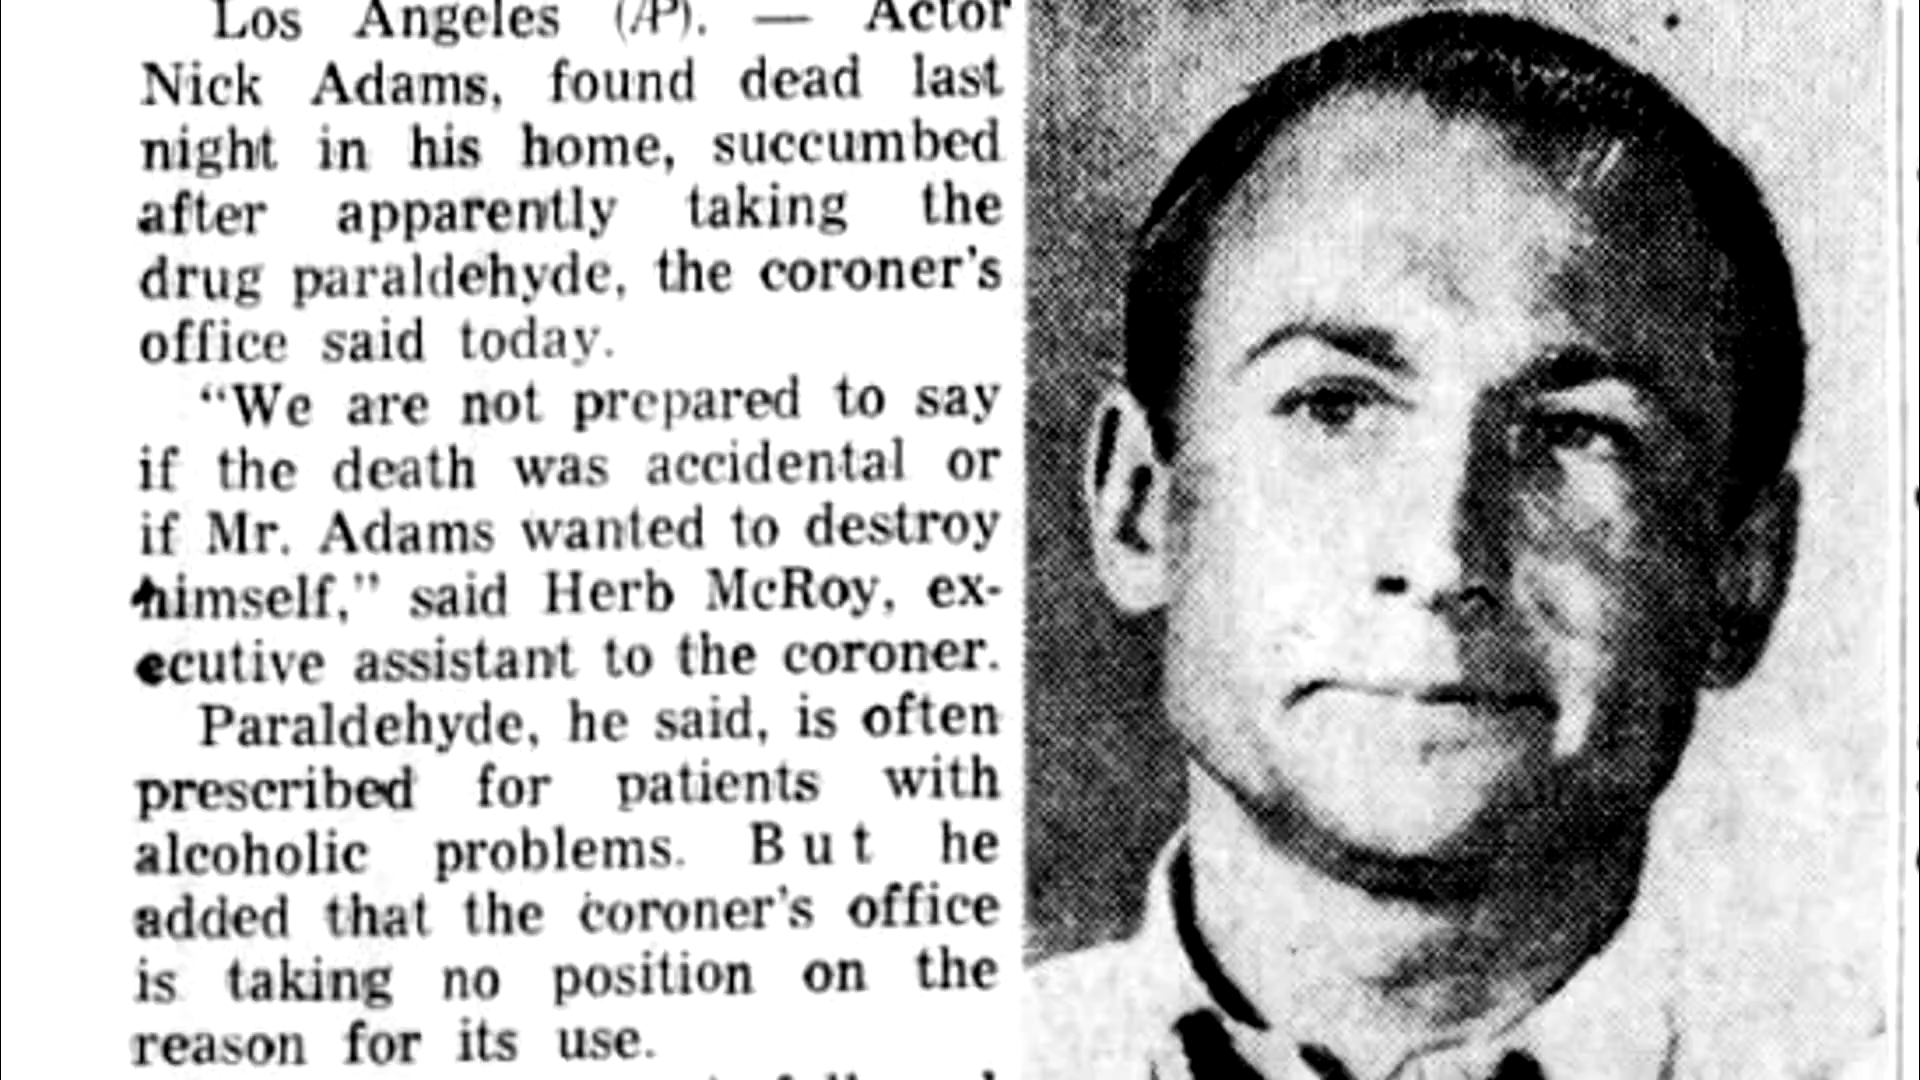 Los Angeles (AP). — Actor
Nick Adams, found dead last
night in his home, succumbed
after apparently taking the
drug paraldehyde, the coroner's
office said today.
"We are not prepared to say
if the death was accidental or
if Mr. Adams wanted to destroy
himself," said Herb McRoy, ex-
ecutive assistant to the coroner.
Paraldehyde, he said, is often
prescribed for patients with
alcoholic problems. But he
added that the coroner's office
is taking no position on the
reason for its use.